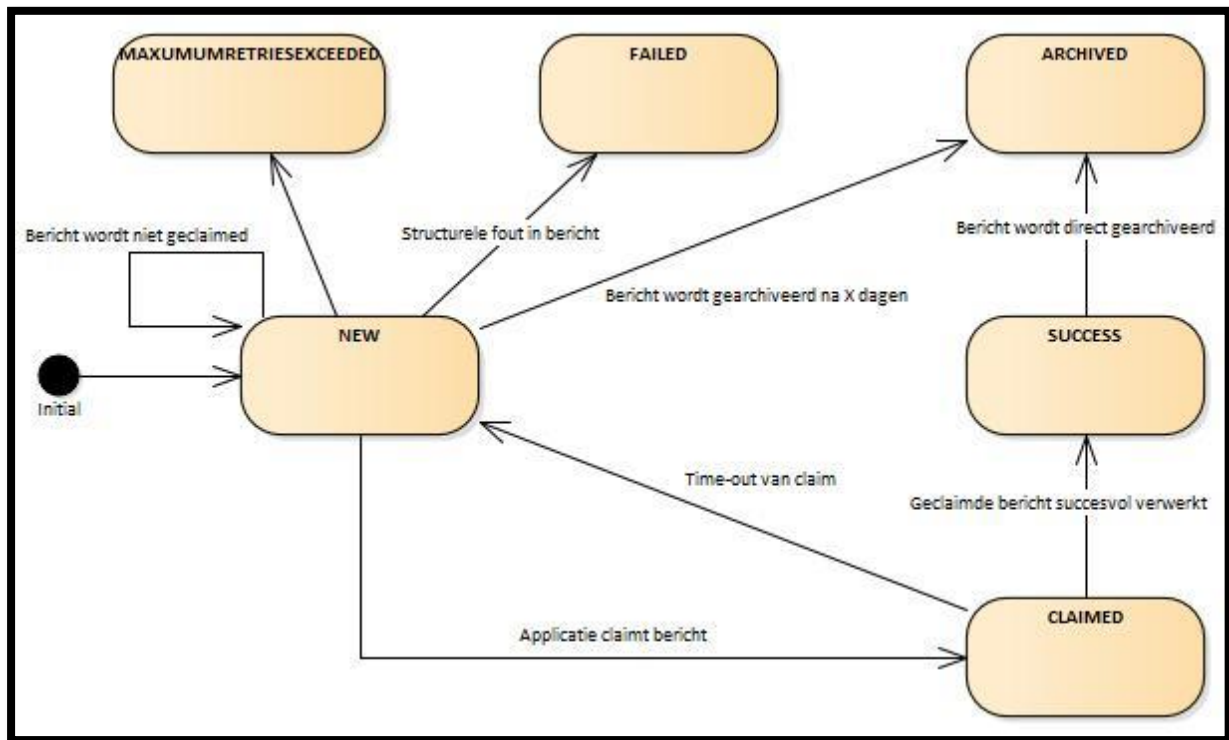 MAXUMUMRETRIESEXCEEDED
FAILED
ARCHIVED
Bericht wordt niet geclaimed
Structurele fout in bericht
Bericht wordt direct gearchiveerd
Bericht wordt gearchiveerd na X dagen
NEW
SUCCESS
Initial
Time-out van claim
Geclaimde bericht succesvol verwerkt
CLAIMED
Applicatie claimt bericht